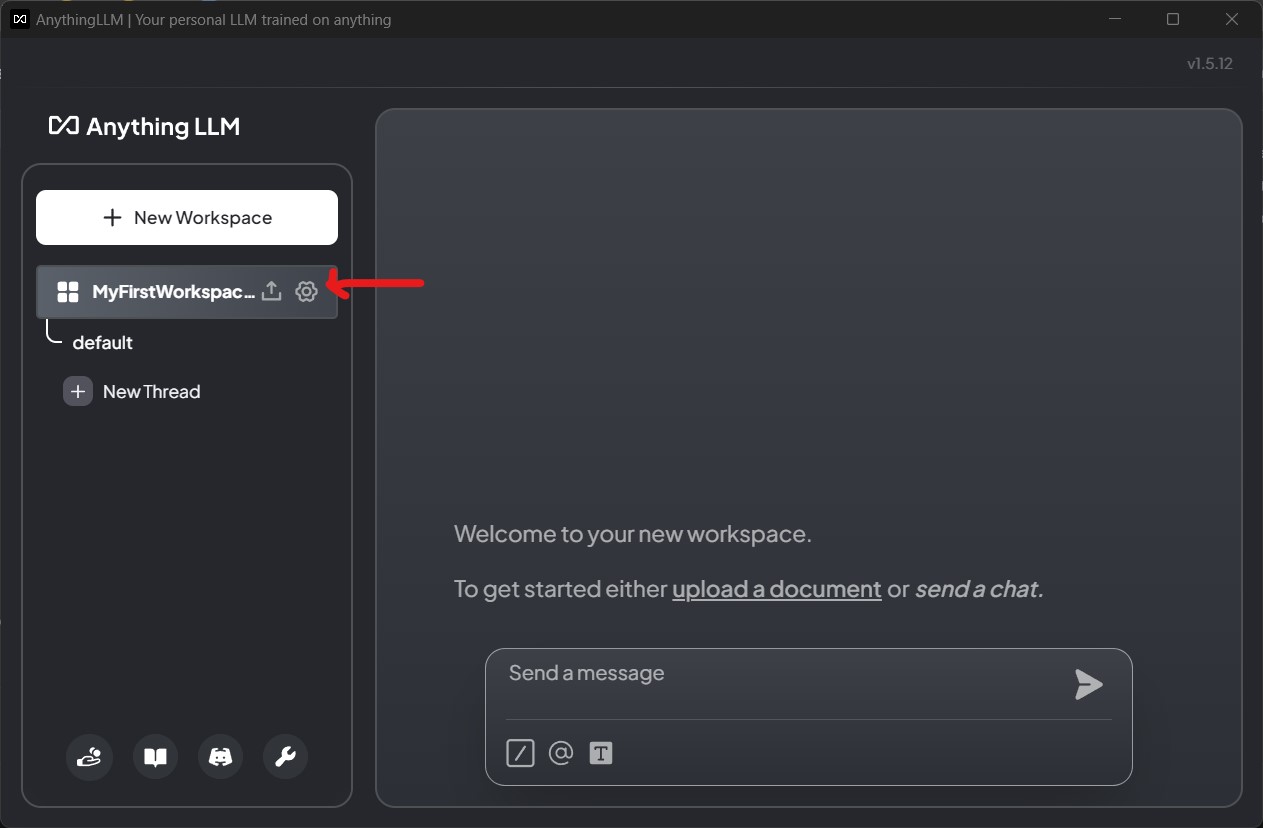 AnythingLLM | Your personal LLM trained on anything
v1.5.12
Anything LLM
New Workspace
MyFirstWorkspac...
default
New Thread
Welcome to your new workspace.
To get started either upload a document or send a chat.
Send a message